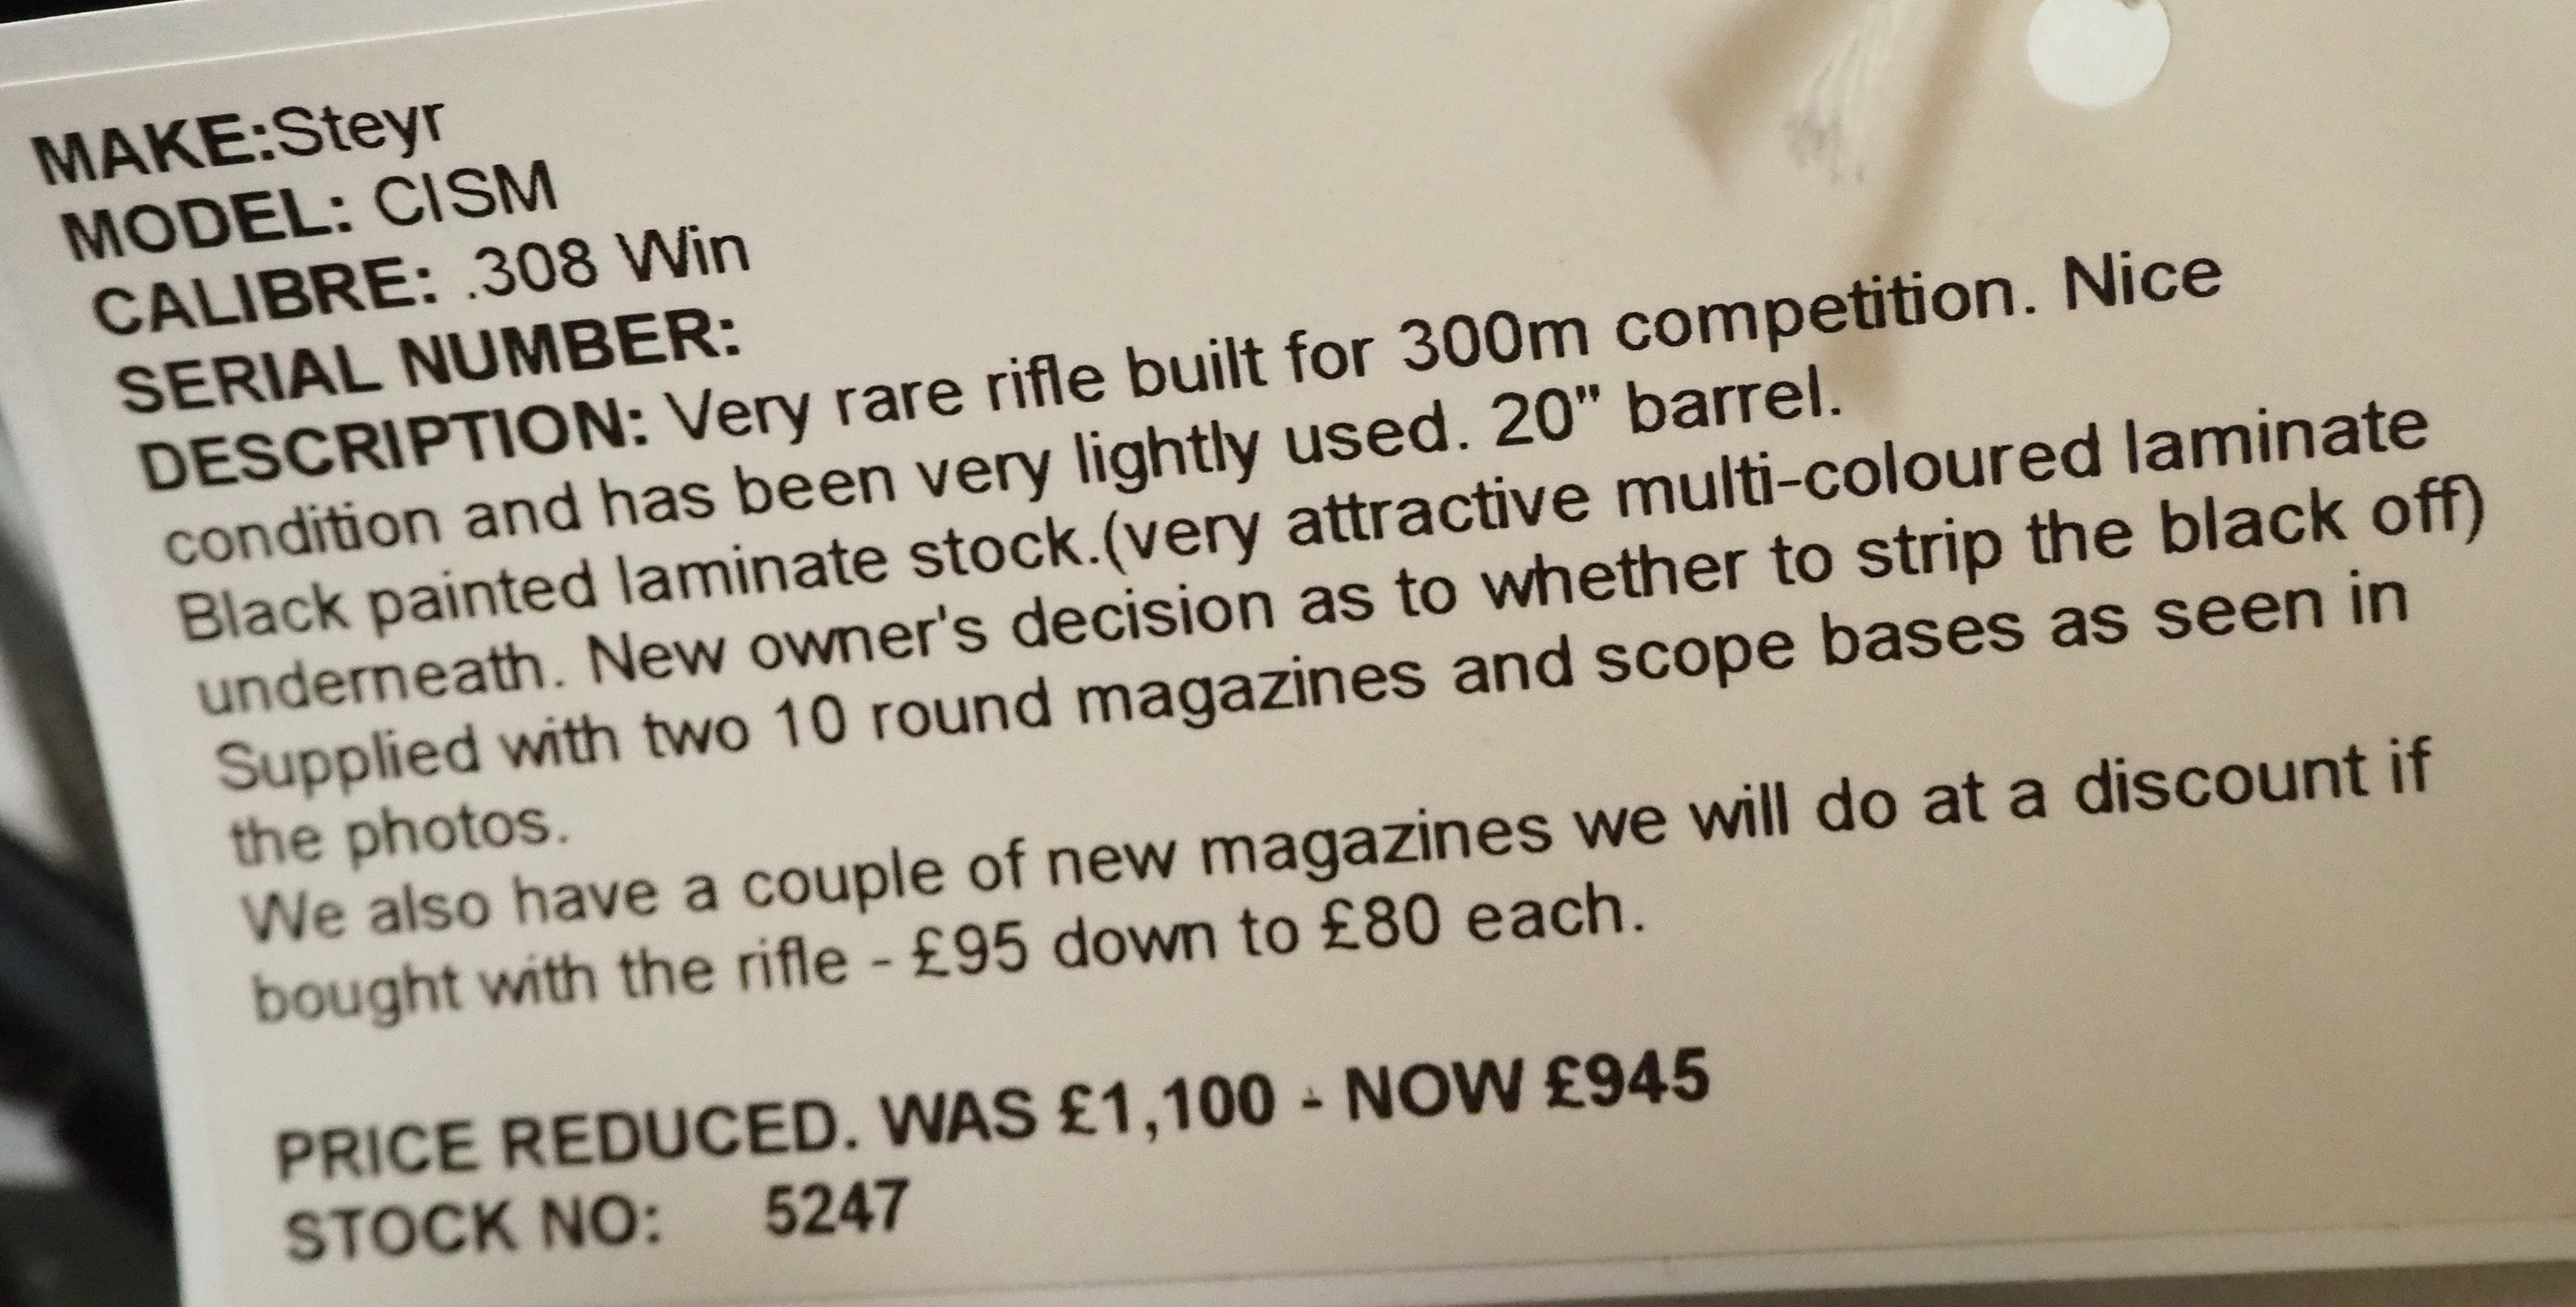 MAKE:Steyr
MODEL: CISM
CALIBRE: .308 Win
SERIAL NUMBER:
DESCRIPTION: Very rare rifle built for 300m competition. Nice
condition and has been very lightly used. 20" barrel.
Black painted laminate stock.(very attractive multi-coloured laminate
underneath. New owner's decision as to whether to strip the black off)
Supplied with two 10 round magazines and scope bases as seen in
the photos.
We also have a couple of new magazines we will do at a discount if
bought with the rifle - £95 down to £80 each.
PRICE REDUCED. WAS £1,100 - NOW £945
STOCK NO: 5247